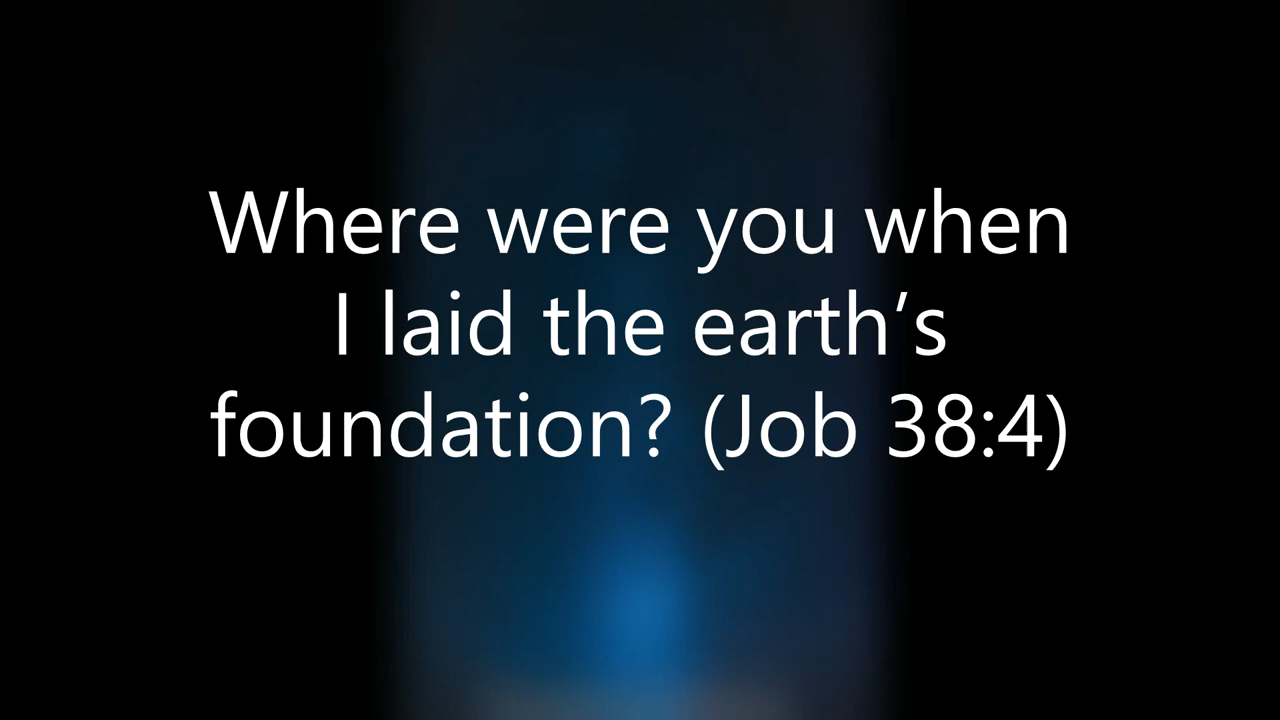 Where were you when
I laid the earth’s
foundation? (Job 38:4)